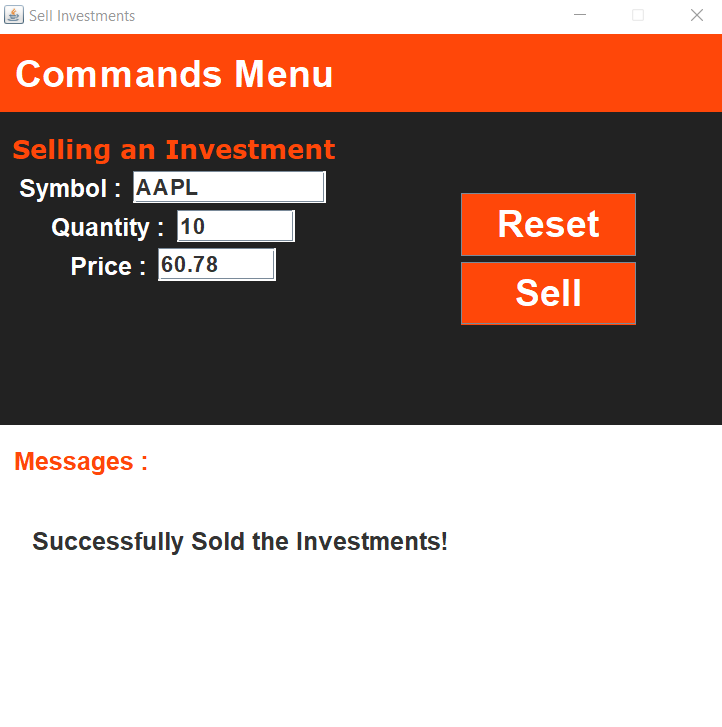 Sell Investments
Commands Menu
Selling an Investment
Symbol : AAPL
Quantity : 10
Price : 60.78
Reset
Sell
Messages :
Successfully Sold the Investments!